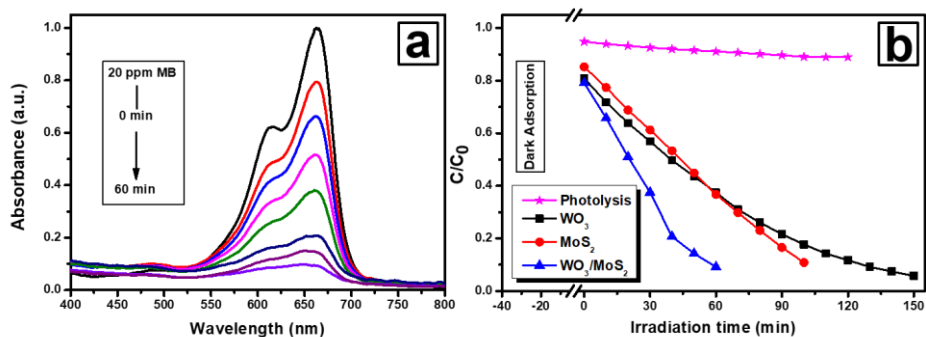 a
20 ppm MB
0 min
60 min
Absorbance (a.u.)
1.0
0.8
0.6
0.4
0.2
0.0
400 450 500 550 600 650 700 750 800
Wavelength (nm)
b
Dark Adsorption
Photolysis
WO₃
MoS₂
WO₃/MoS₂
C/C₀
1.0
0.8
0.6
0.4
0.2
0.0
-40 -20 0 30 60 90 120 150
Irradiation time (min)